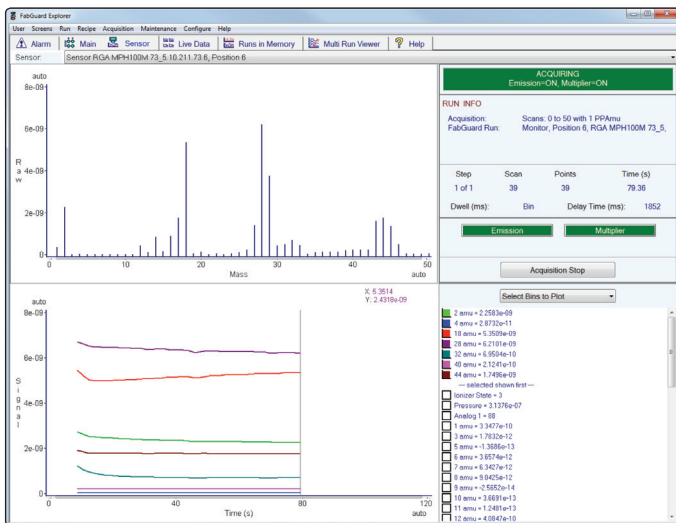 FabGuard Explorer
User Screens Run Recipe Acquisition Maintenance Configure Help
Alarm Main Sensor Live Data Runs in Memory Multi Run Viewer Help
Sensor: Sensor RGA MPH100M 73_5.10.211.73.6, Position 6
auto
8e-09
6e-09
Raw
4e-09
2e-09
0
0 10 20 30 40 50
Mass auto
ACQUIRING
Emission=ON, Multiplier=ON
RUN INFO
Acquisition: Scans: 0 to 50 with 1 PPAmu
FabGuard Run: Monitor, Position 6, RGA MPH100M 73_5,
Step Scan Points Time (s)
1 of 1 39 39 79.36
Dwell (ms): Bin Delay Time (ms): 1852
Emission Multiplier
Acquisition Stop
X: 5.3514
Y: 2.4318e-09
auto
8e-09
6e-09
Signal
4e-09
2e-09
0
0 40 80 120
Time (s) auto
Select Bins to Plot
2 amu = 2.2583e-09
4 amu = 2.8732e-11
18 amu = 5.3509e-09
28 amu = 6.2101e-09
32 amu = 6.9504e-10
40 amu = 2.1241e-10
44 amu = 1.7496e-09
--- selected shown first---
Ionizer State = 3
Pressure = 3.1376e-07
Analog 1 = 88
1 amu = 3.3477e-10
3 amu = 1.7832e-12
5 amu = -1.3686e-13
6 amu = 3.6574e-12
7 amu = 6.3427e-12
8 amu = 9.0425e-12
9 amu = -2.5652e-14
10 amu = 3.6691e-13
11 amu = 1.2481e-13
12 amu = 4.0847e-10